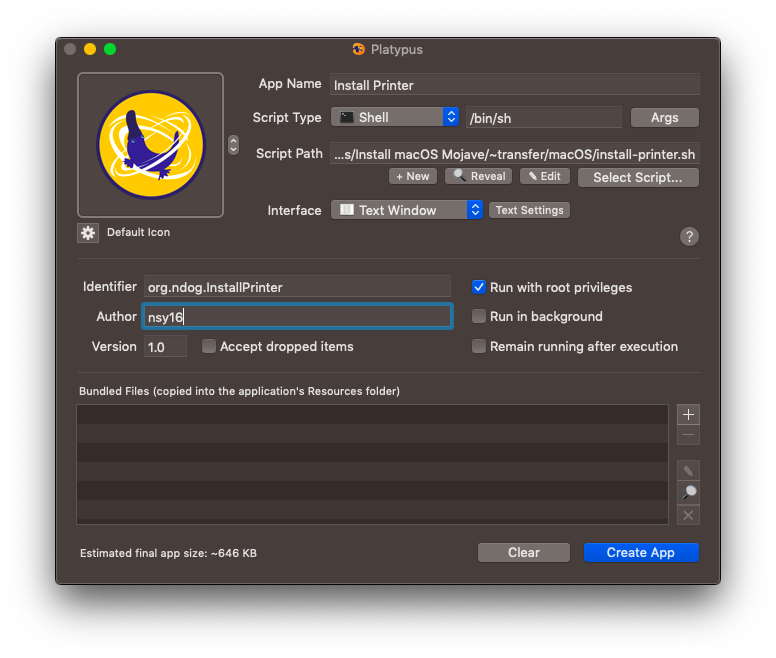 Platypus
App Name Install Printer
Script Type Shell /bin/sh Args
Script Path ...s/Install macOS Mojave/~transfer/macOS/install-printer.sh
+ New Reveal Edit Select Script...
Interface Text Window Text Settings
Default Icon ?
Identifier org.ndog.InstallPrinter Run with root privileges
Author nsy16 Run in background
Version 1.0 Accept dropped items Remain running after execution
Bundled Files (copied into the application's Resources folder)
Estimated final app size: ~646 KB Clear Create App